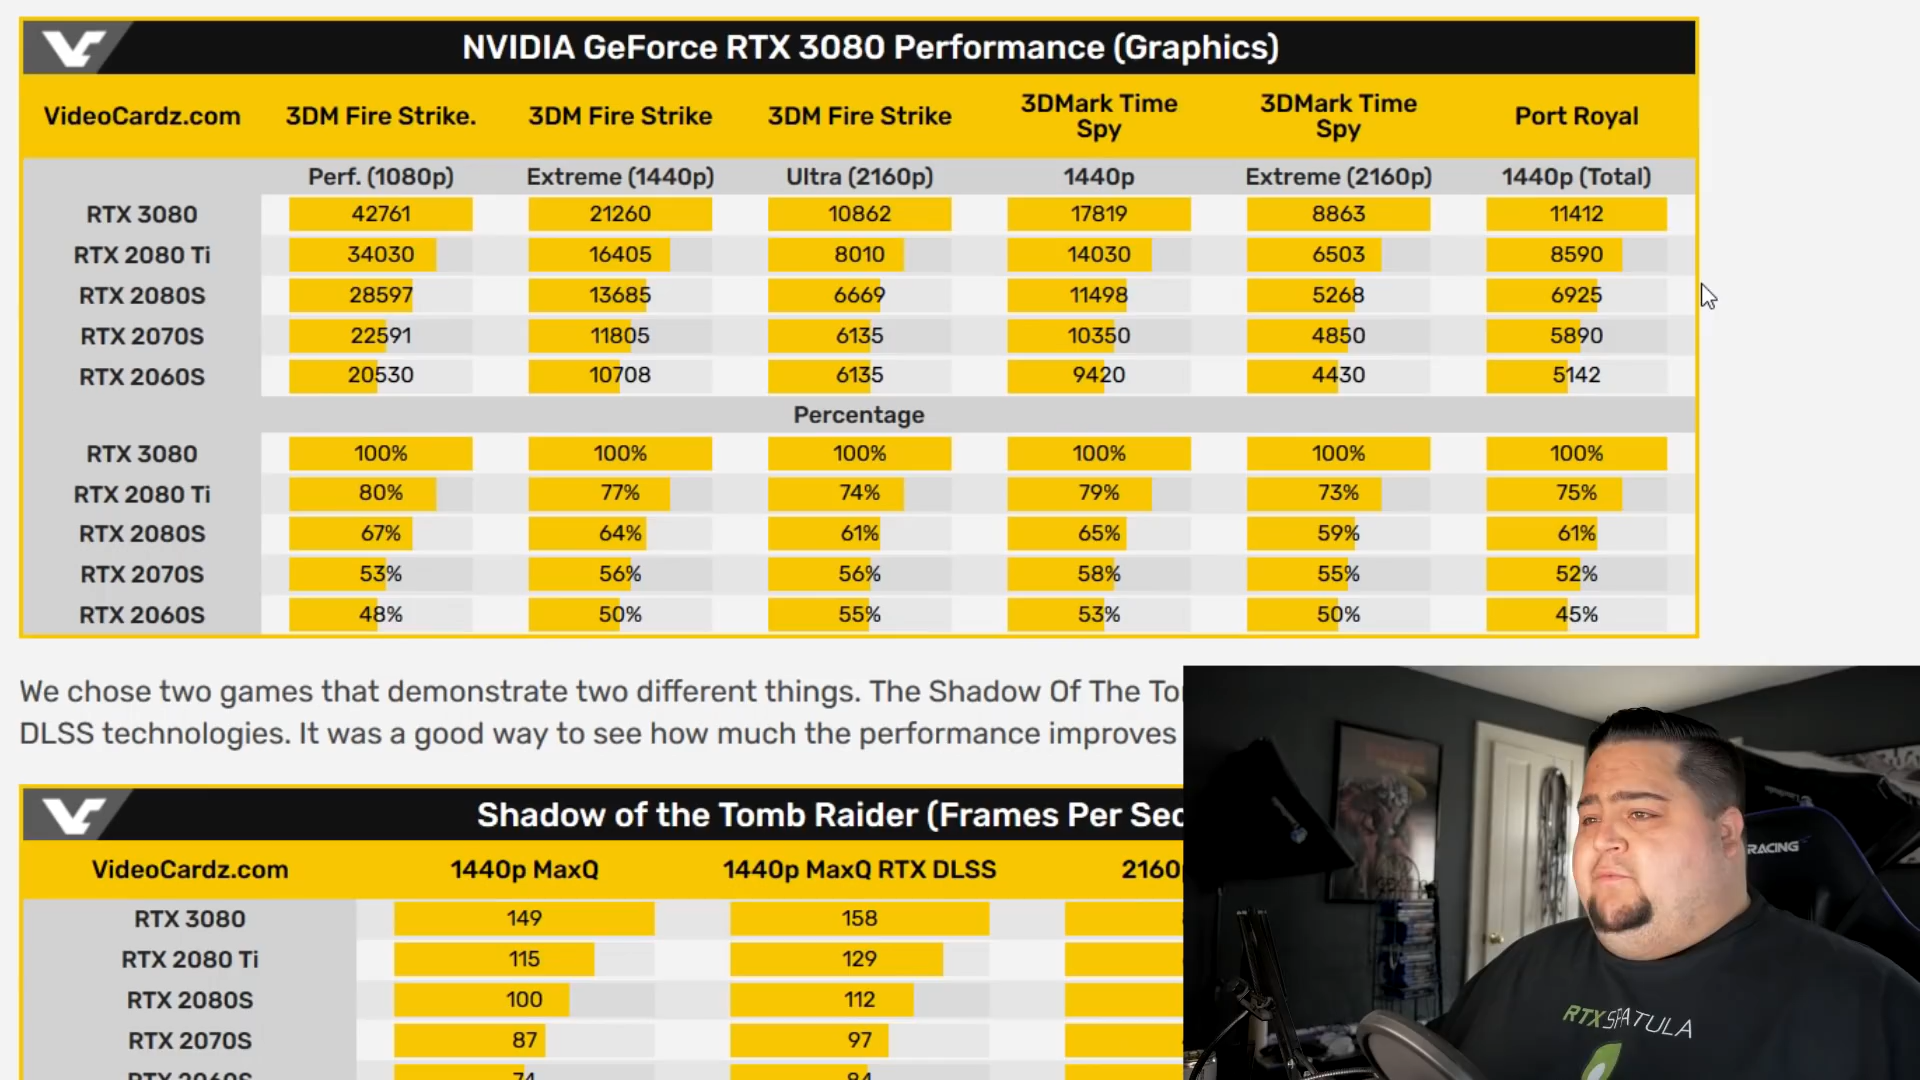 NVIDIA GeForce RTX 3080 Performance (Graphics)
VideoCardz.com 3DM Fire Strike. 3DM Fire Strike 3DM Fire Strike 3DMark Time Spy 3DMark Time Spy Port Royal
Perf. (1080p) Extreme (1440p) Ultra (2160p) 1440p Extreme (2160p) 1440p (Total)
RTX 3080 42761 21260 10862 17819 8863 11412
RTX 2080 Ti 34030 16405 8010 14030 6503 8590
RTX 2080S 28597 13685 6669 11498 5268 6925
RTX 2070S 22591 11805 6135 10350 4850 5890
RTX 2060S 20530 10708 6135 9420 4430 5142
Percentage
RTX 3080 100% 100% 100% 100% 100% 100%
RTX 2080 Ti 80% 77% 74% 79% 73% 75%
RTX 2080S 67% 64% 61% 65% 59% 61%
RTX 2070S 53% 56% 56% 58% 55% 52%
RTX 2060S 48% 50% 55% 53% 50% 45%
We chose two games that demonstrate two different things. The Shadow Of The To
DLSS technologies. It was a good way to see how much the performance improves
Shadow of the Tomb Raider (Frames Per Sec
VideoCardz.com 1440p MaxQ 1440p MaxQ RTX DLSS 2160p
RTX 3080 149 158
RTX 2080 Ti 115 129
RTX 2080S 100 112
RTX 2070S 87 97
RTX 2060S 74 84
RACING
RTX SPATULA